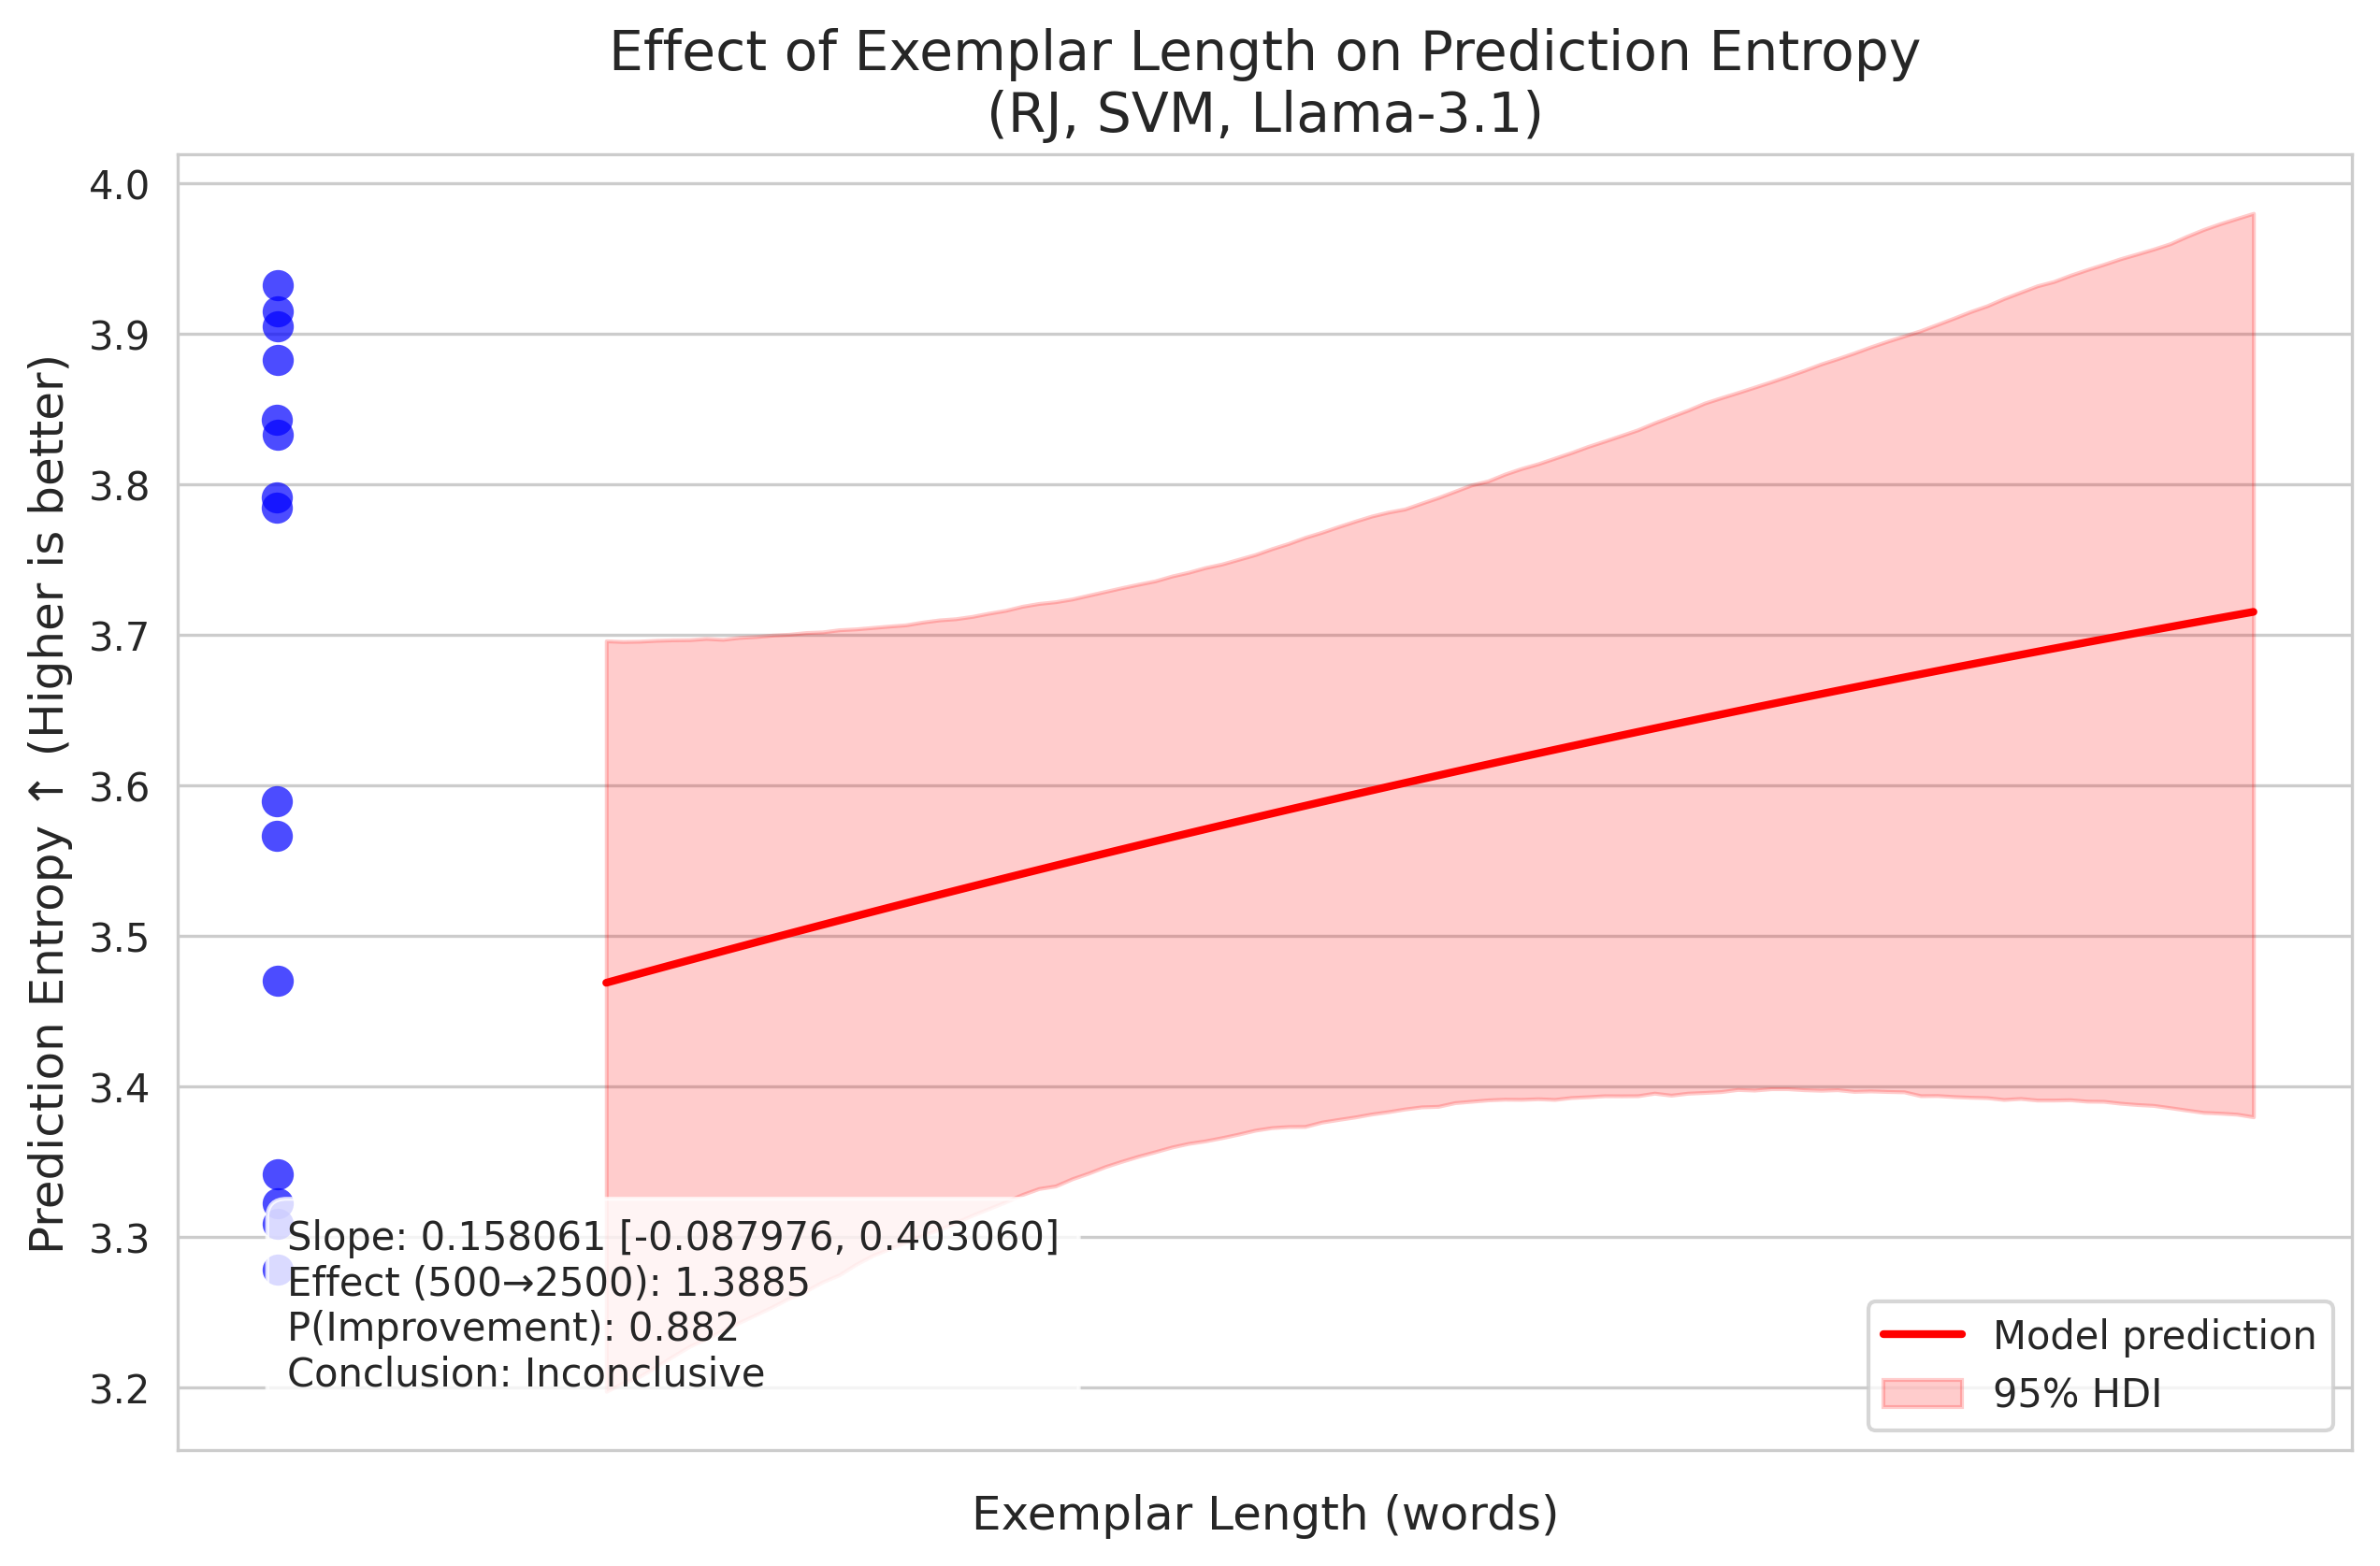 Effect of Exemplar Length on Prediction Entropy
(RJ, SVM, Llama-3.1)
Prediction Entropy ↑ (Higher is better)
4.0
3.9
3.8
3.7
3.6
3.5
3.4
3.3
3.2
Slope: 0.158061 [-0.087976, 0.403060]
Effect (500→2500): 1.3885
P(Improvement): 0.882
Conclusion: Inconclusive
Model prediction
95% HDI
Exemplar Length (words)